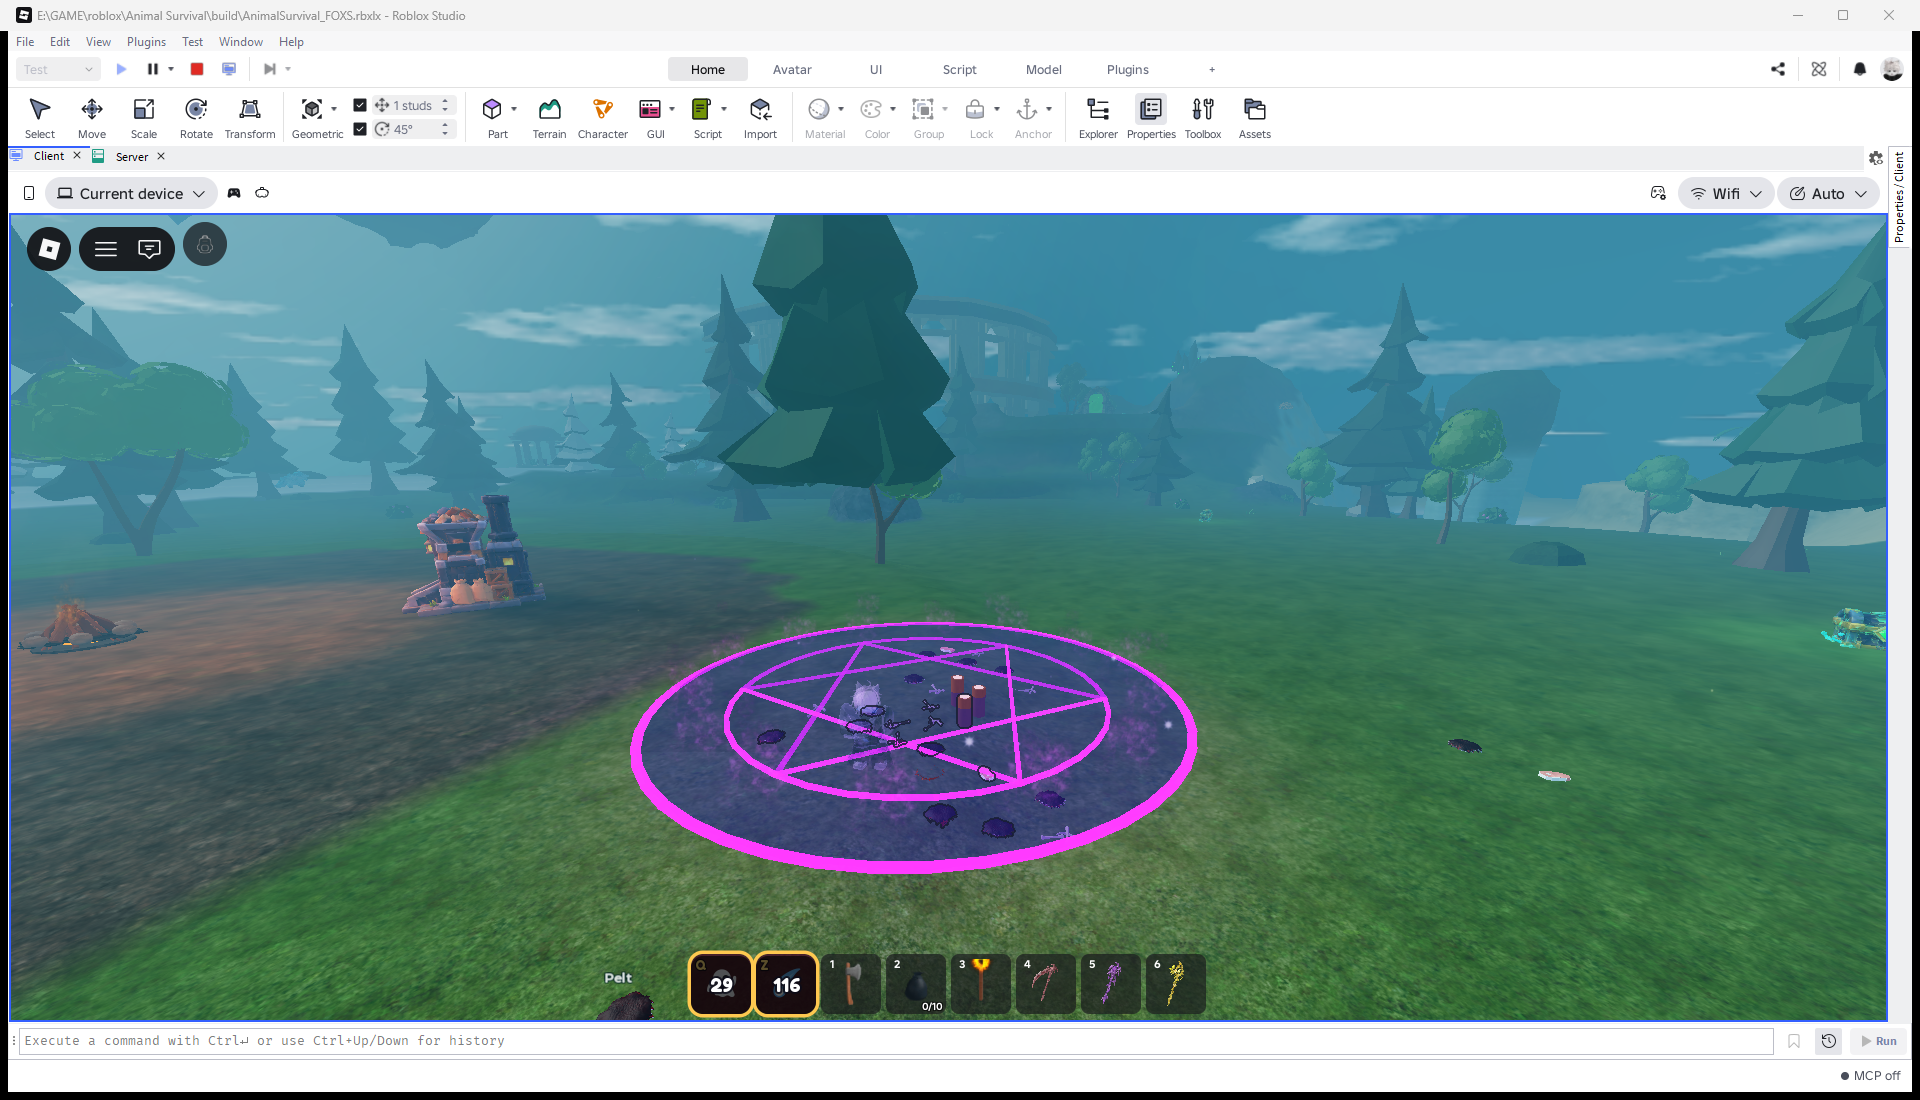 E:\GAME\roblox\Animal Survival\build\AnimalSurvival_FOXS.rbxlx - Roblox Studio
File Edit View Plugins Test Window Help
Test
Home Avatar UI Script Model Plugins +
1 studs
45°
Select Move Scale Rotate Transform Geometric Part Terrain Character GUI Script Import Material Color Group Lock Anchor Explorer Properties Toolbox Assets
Client Server
Properties / Client
Current device
Wifi
Auto
Pelt
Q
29
Z
116
1
2
0/10
3
4
5
6
Execute a command with Ctrl↵ or use Ctrl+Up/Down for history
Run
MCP off